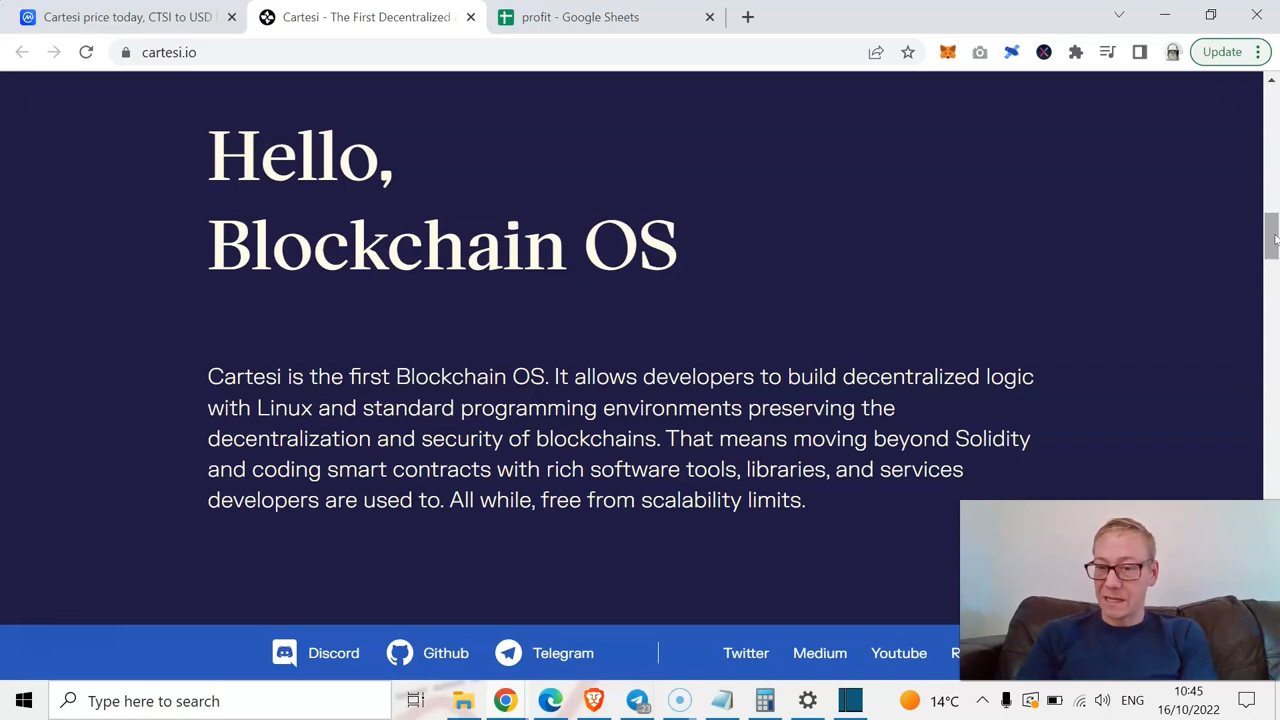 Cartesi price today, CTSI to USD
Cartesi - The First Decentralized
profit - Google Sheets
cartesi.io
Update
Hello,
Blockchain OS
Cartesi is the first Blockchain OS. It allows developers to build decentralized logic
with Linux and standard programming environments preserving the
decentralization and security of blockchains. That means moving beyond Solidity
and coding smart contracts with rich software tools, libraries, and services
developers are used to. All while, free from scalability limits.
Discord Github Telegram Twitter Medium Youtube R
Type here to search
23
14°C
ENG
10:45
16/10/2022